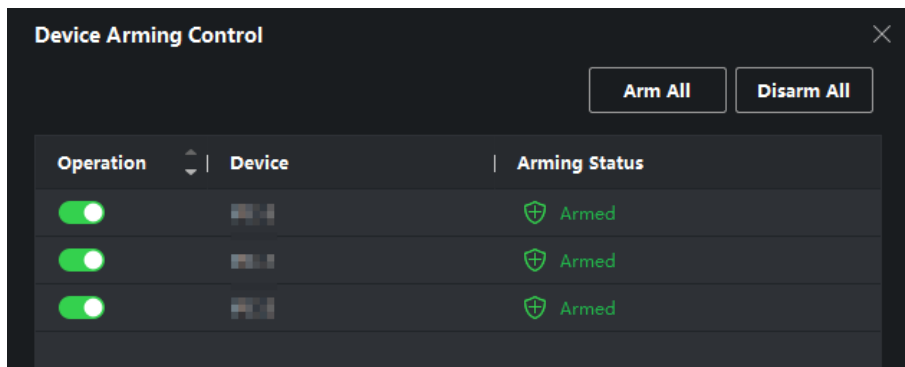 Device Arming Control
Arm All Disarm All
Operation Device Arming Status
Armed
Armed
Armed